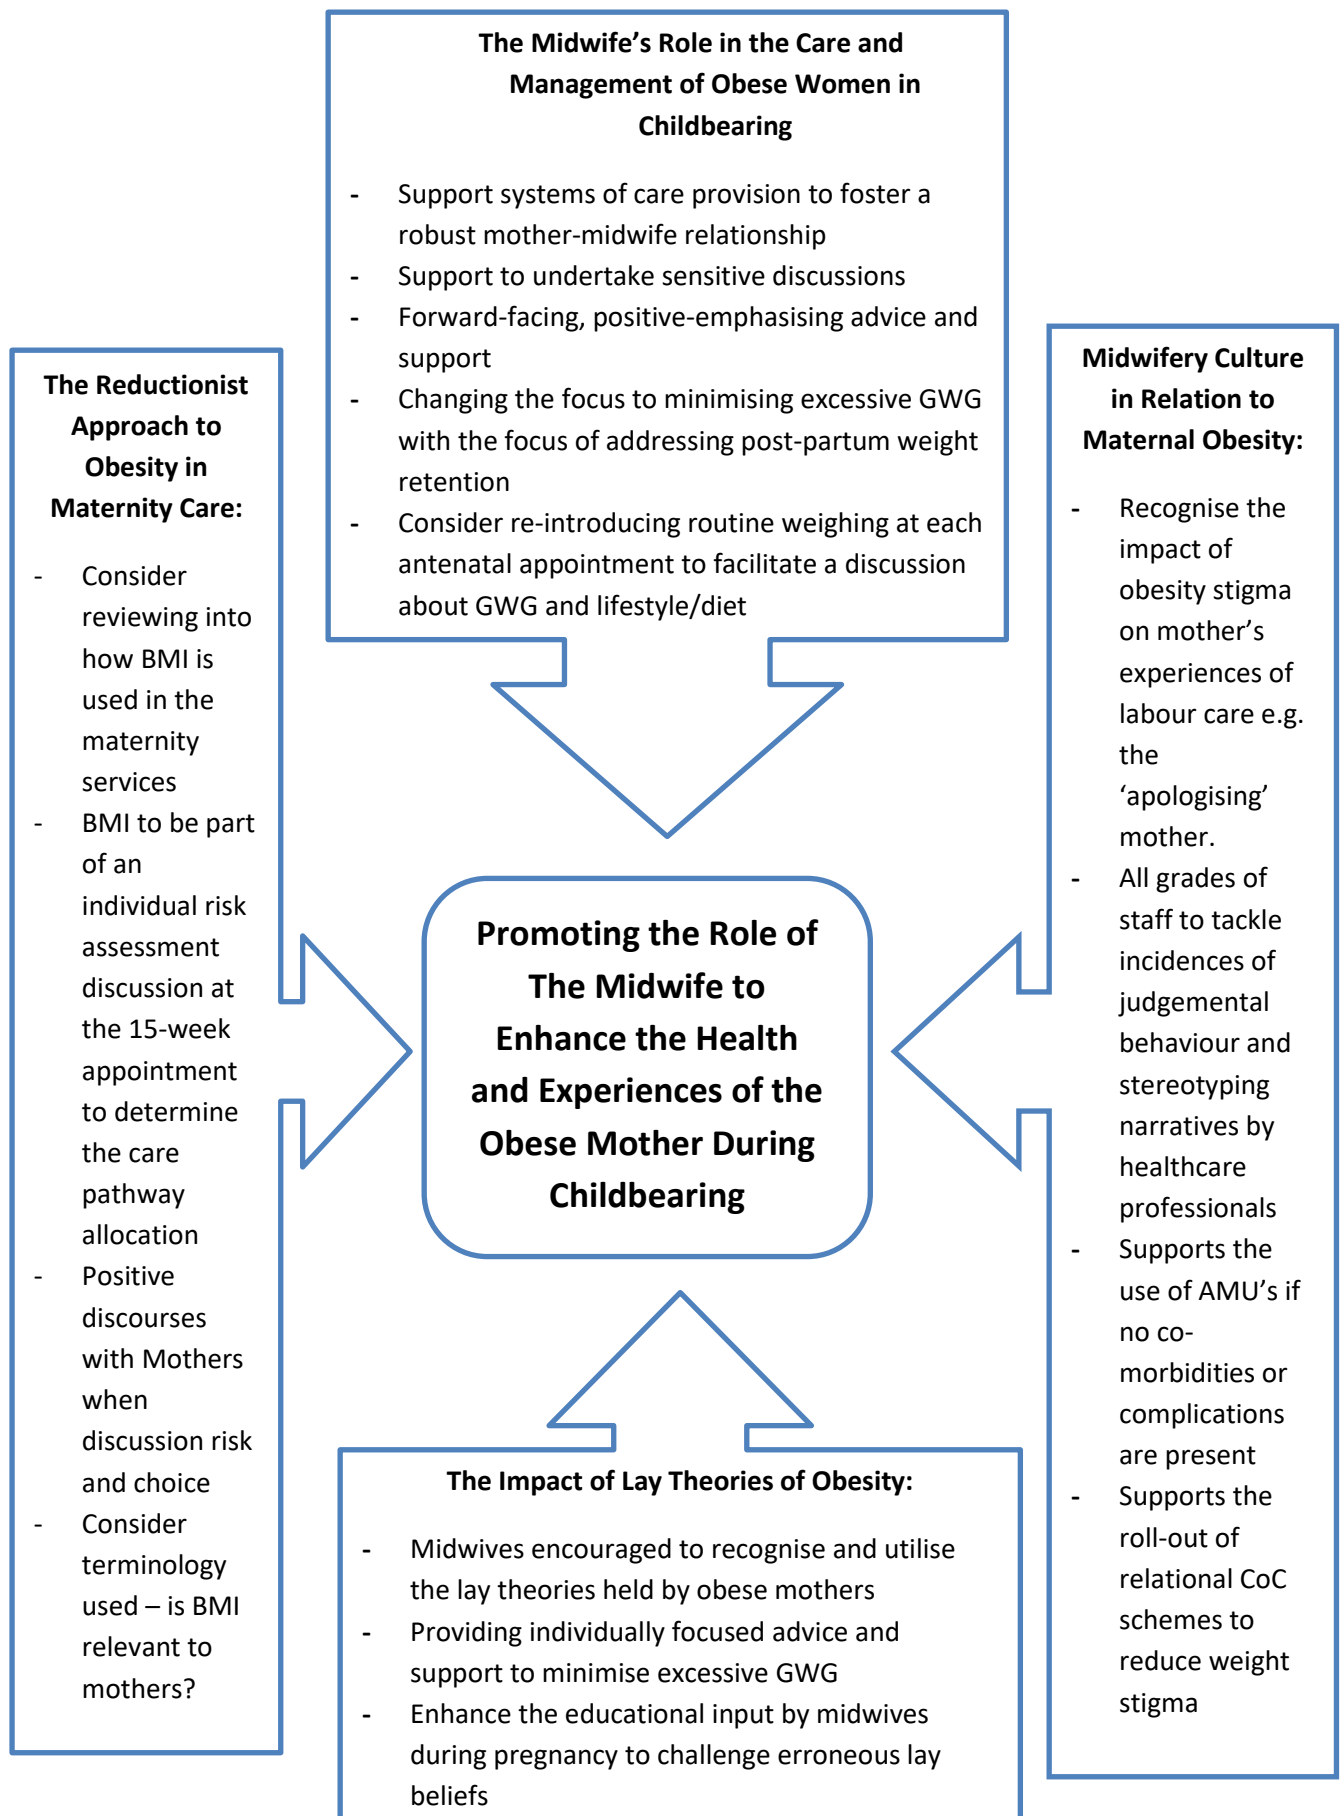 The Midwife’s Role in the Care and
Management of Obese Women in
Childbearing
- Support systems of care provision to foster a
robust mother-midwife relationship
- Support to undertake sensitive discussions
- Forward-facing, positive-emphasising advice and
support
- Changing the focus to minimising excessive GWG
with the focus of addressing post-partum weight
retention
- Consider re-introducing routine weighing at each
antenatal appointment to facilitate a discussion
about GWG and lifestyle/diet
The Reductionist
Approach to
Obesity in
Maternity Care:
- Consider
reviewing into
how BMI is
used in the
maternity
services
- BMI to be part
of an
individual risk
assessment
discussion at
the 15-week
appointment
to determine
the care
pathway
allocation
- Positive
discourses
with Mothers
when
discussion risk
and choice
- Consider
terminology
used – is BMI
relevant to
mothers?
Promoting the Role of
The Midwife to
Enhance the Health
and Experiences of the
Obese Mother During
Childbearing
Midwifery Culture
in Relation to
Maternal Obesity:
- Recognise the
impact of
obesity stigma
on mother’s
experiences of
labour care e.g.
the
‘apologising’
mother.
- All grades of
staff to tackle
incidences of
judgemental
behaviour and
stereotyping
narratives by
healthcare
professionals
- Supports the
use of AMU’s if
no co-
morbidities or
complications
are present
- Supports the
roll-out of
relational CoC
schemes to
reduce weight
stigma
The Impact of Lay Theories of Obesity:
- Midwives encouraged to recognise and utilise
the lay theories held by obese mothers
- Providing individually focused advice and
support to minimise excessive GWG
- Enhance the educational input by midwives
during pregnancy to challenge erroneous lay
beliefs